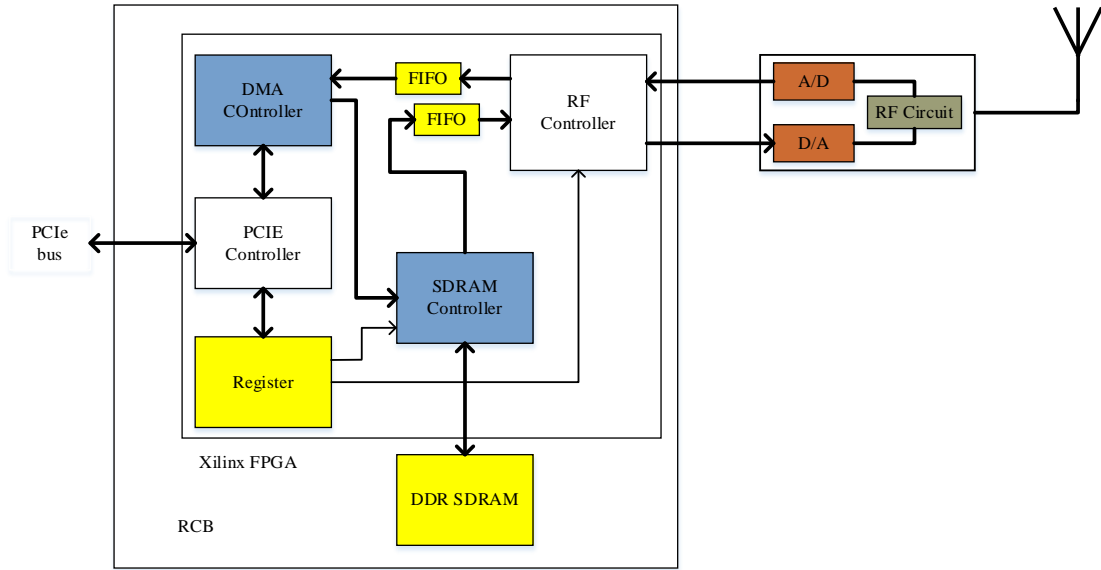 DMA
COntroller
FIFO
FIFO
RF
Controller
A/D
RF Circuit
D/A
PCIe
bus
PCIE
Controller
SDRAM
Controller
Register
Xilinx FPGA
DDR SDRAM
RCB